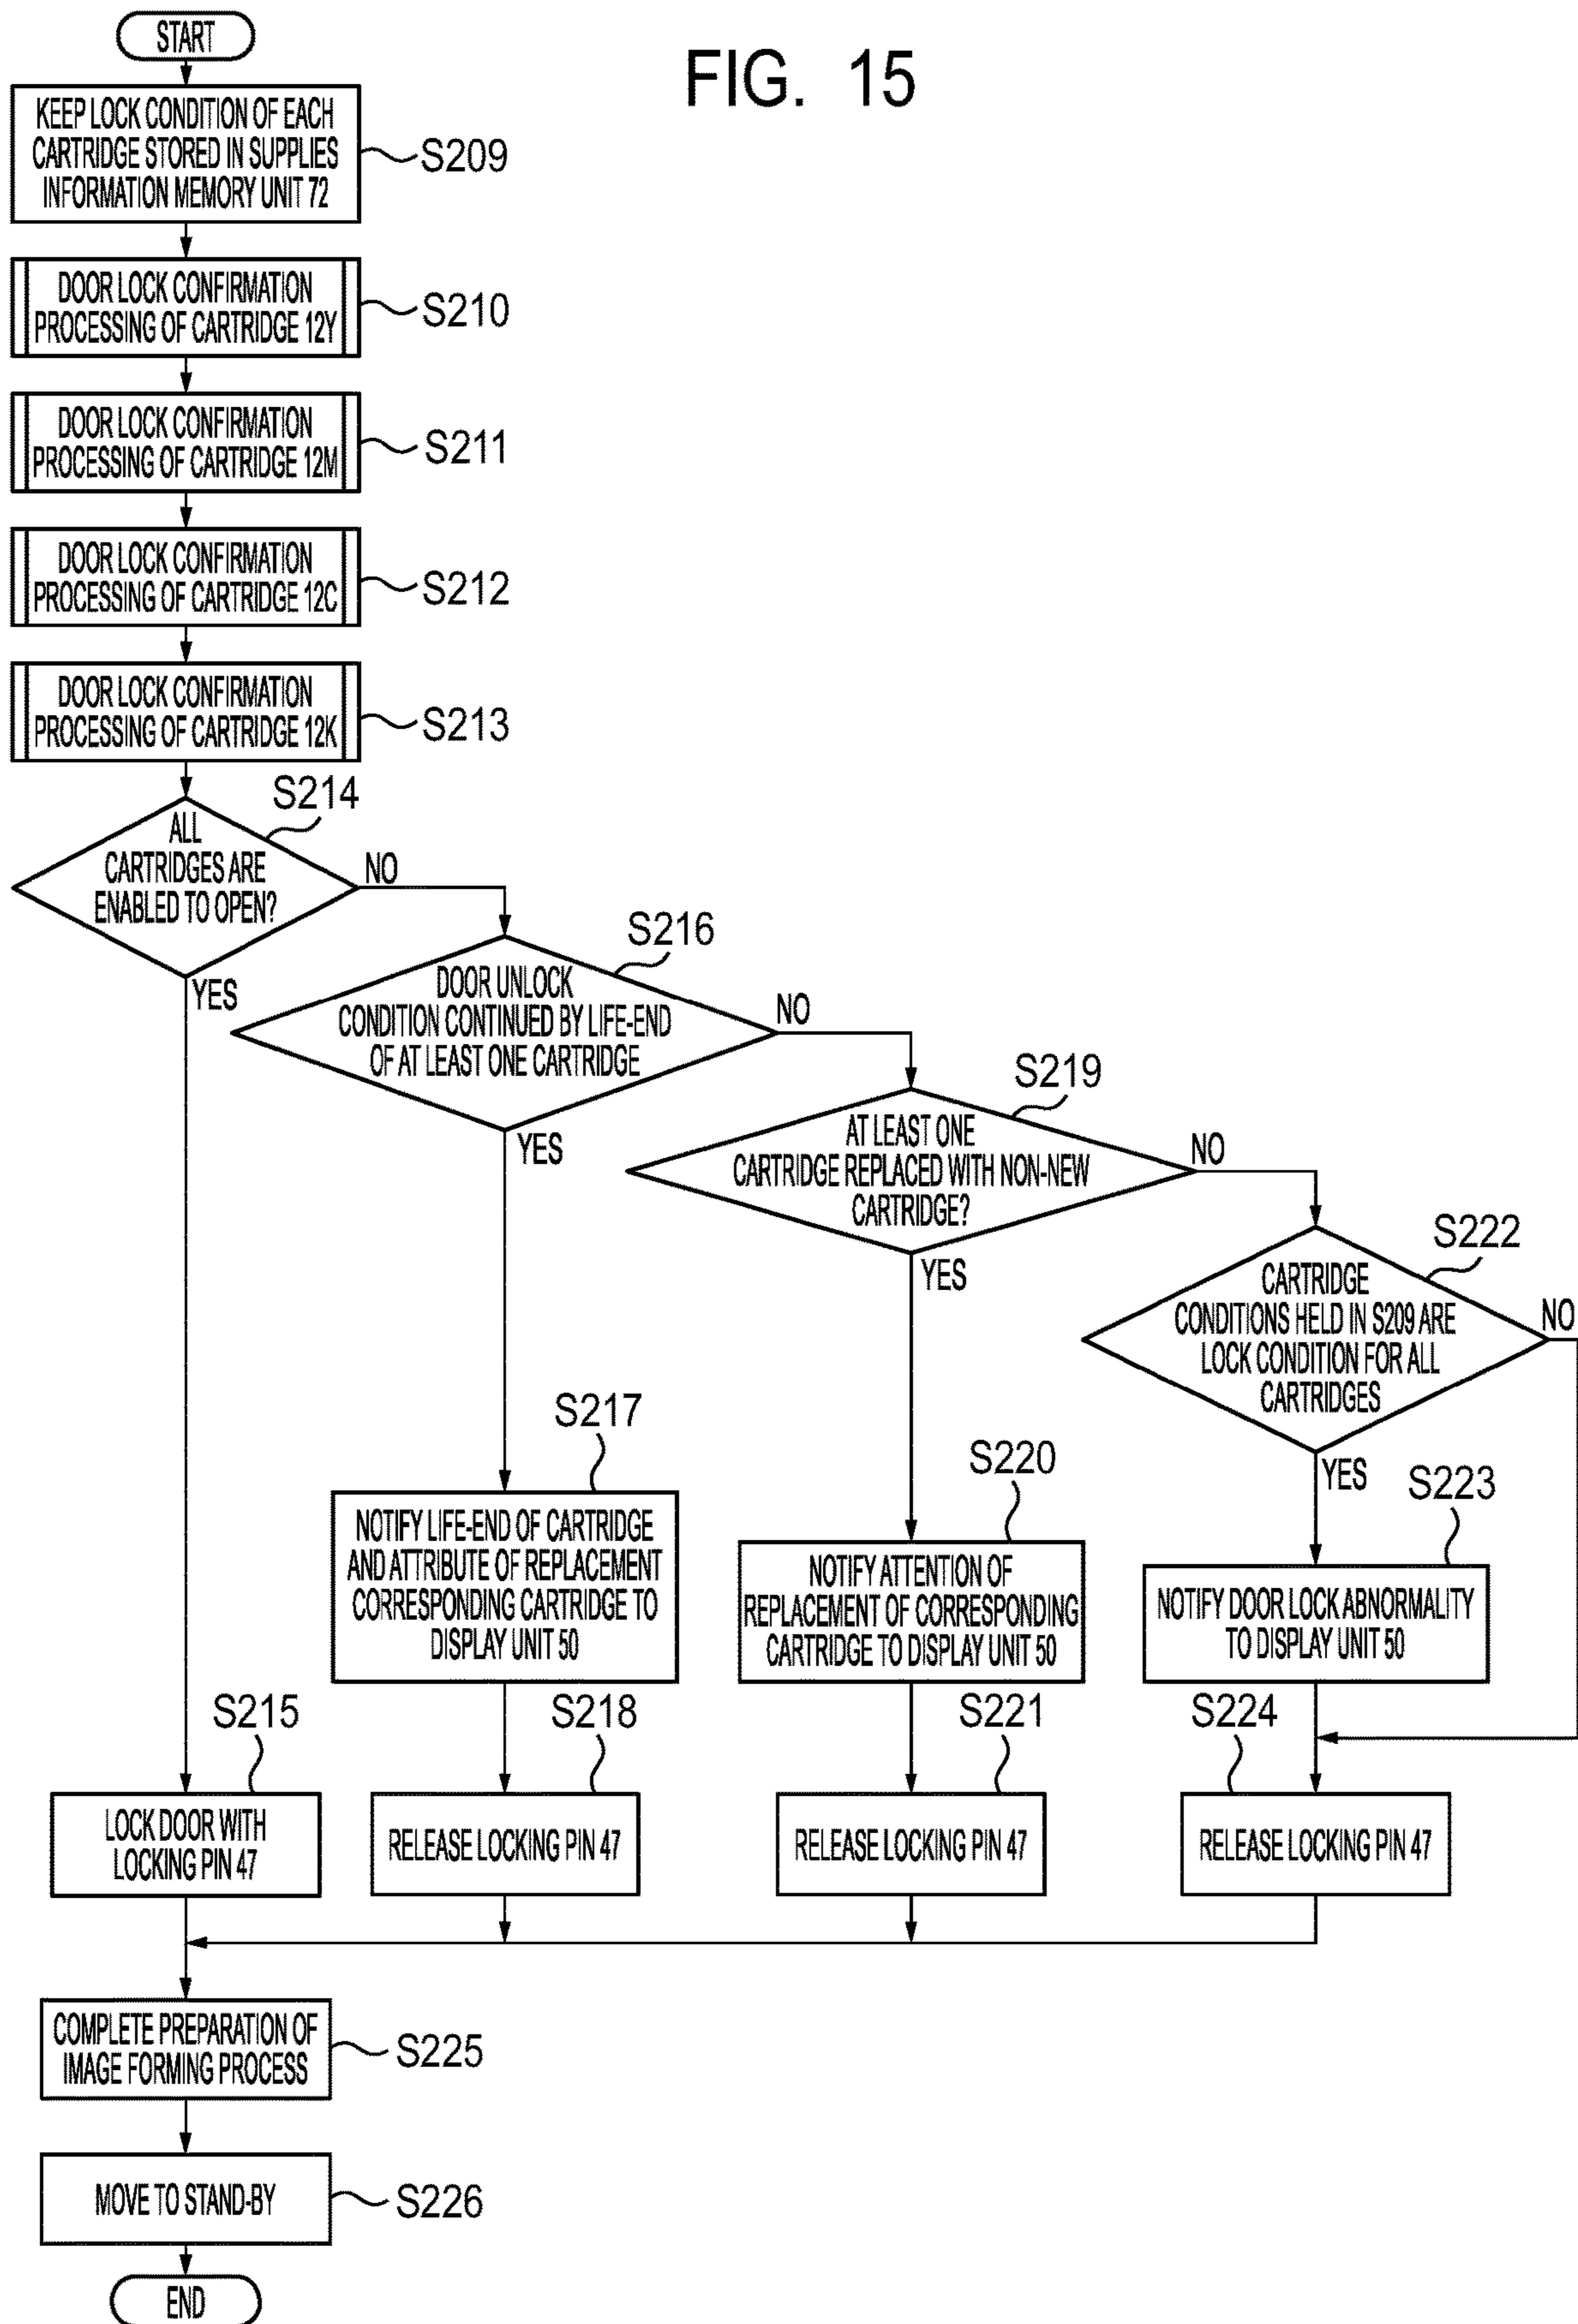 FIG. 15
START
KEEP LOCK CONDITION OF EACH
CARTRIDGE STORED IN SUPPLIES
INFORMATION MEMORY UNIT 72
S209
DOOR LOCK CONFIRMATION
PROCESSING OF CARTRIDGE 12Y
S210
DOOR LOCK CONFIRMATION
PROCESSING OF CARTRIDGE 12M
S211
DOOR LOCK CONFIRMATION
PROCESSING OF CARTRIDGE 12C
S212
DOOR LOCK CONFIRMATION
PROCESSING OF CARTRIDGE 12K
S213
S214
ALL
CARTRIDGES ARE
ENABLED TO OPEN?
NO
YES
S216
DOOR UNLOCK
CONDITION CONTINUED BY LIFE-END
OF AT LEAST ONE CARTRIDGE
NO
YES
S219
AT LEAST ONE
CARTRIDGE REPLACED WITH NON-NEW
CARTRIDGE?
NO
YES
S222
CARTRIDGE
CONDITIONS HELD IN S209 ARE
LOCK CONDITION FOR ALL
CARTRIDGES
NO
YES
S217
NOTIFY LIFE-END OF CARTRIDGE
AND ATTRIBUTE OF REPLACEMENT
CORRESPONDING CARTRIDGE TO
DISPLAY UNIT 50
S220
NOTIFY ATTENTION OF
REPLACEMENT OF CORRESPONDING
CARTRIDGE TO DISPLAY UNIT 50
S223
NOTIFY DOOR LOCK ABNORMALITY
TO DISPLAY UNIT 50
S215
LOCK DOOR WITH
LOCKING PIN 47
S218
RELEASE LOCKING PIN 47
S221
RELEASE LOCKING PIN 47
S224
RELEASE LOCKING PIN 47
COMPLETE PREPARATION OF
IMAGE FORMING PROCESS
S225
MOVE TO STAND-BY
S226
END